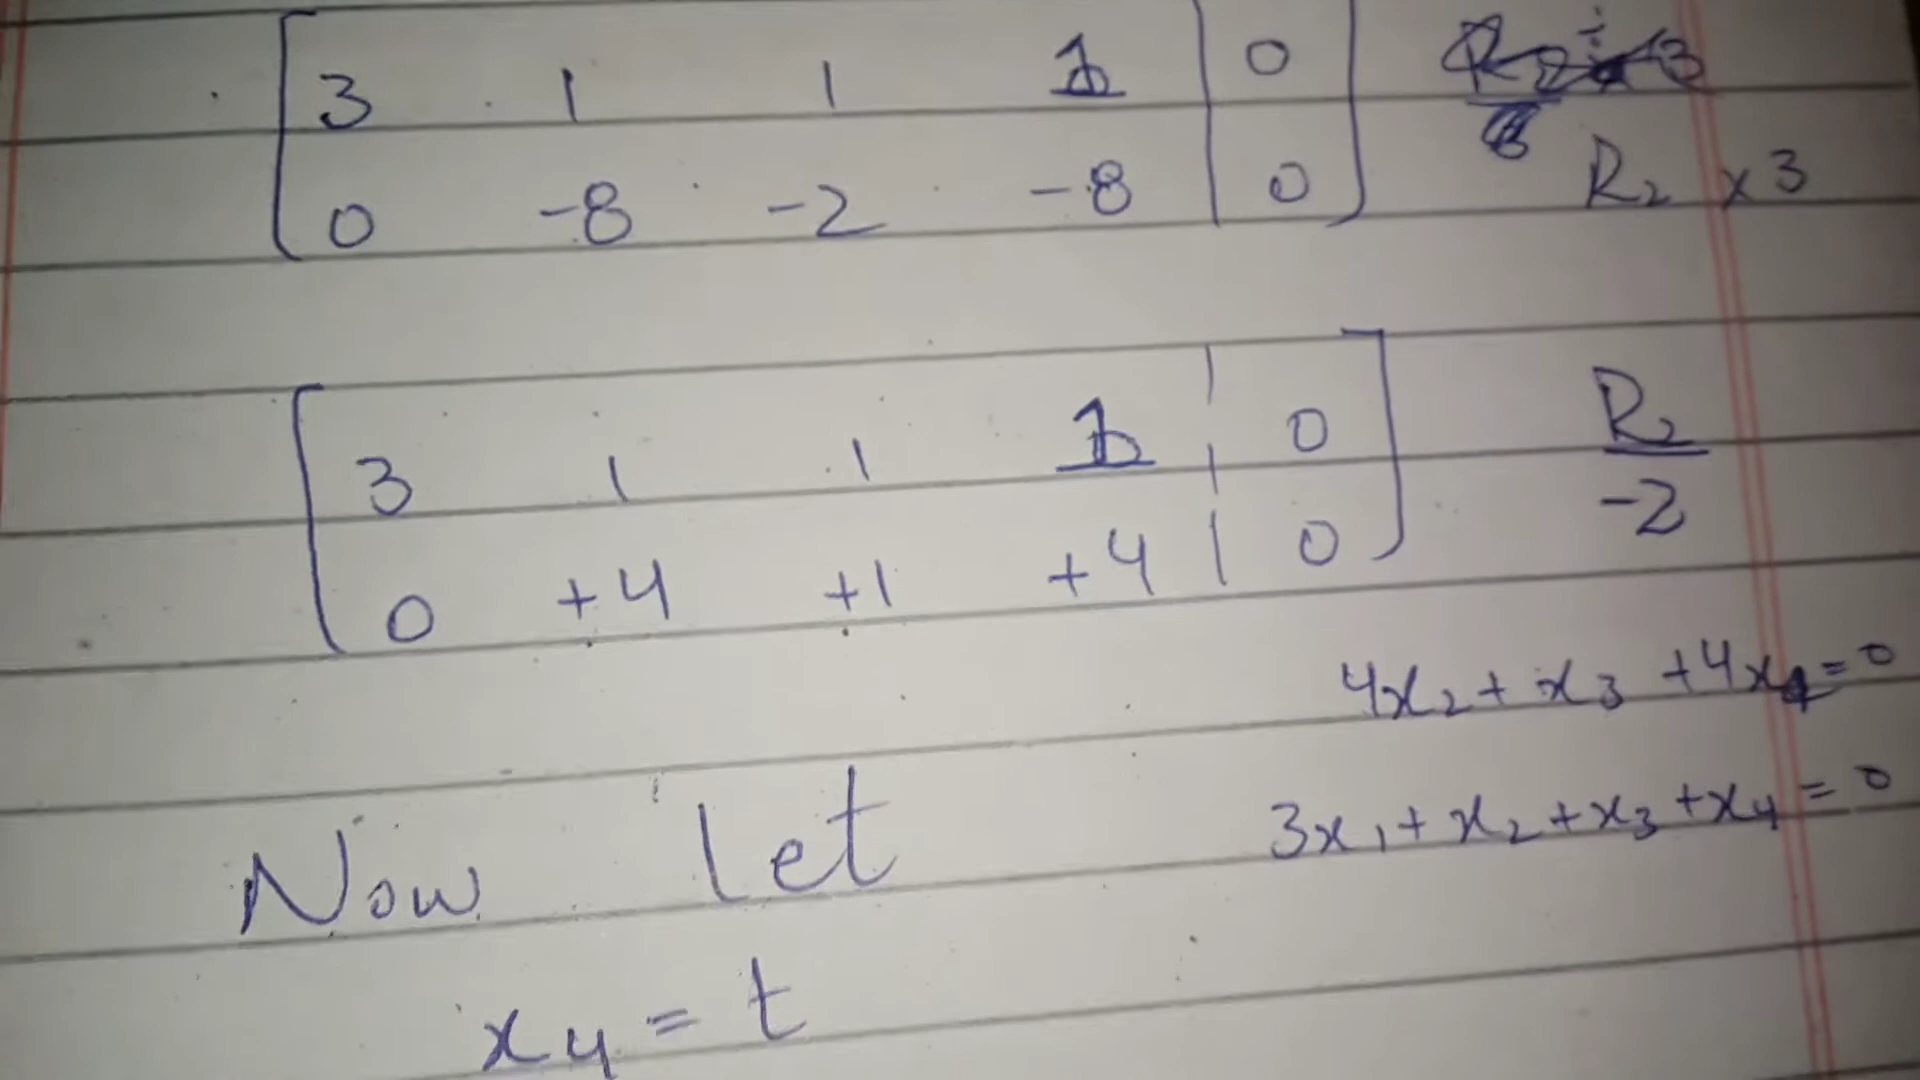 3 1 1 1 0
0 -8 -2 -8 0 R₂ x 3
3 1 1 1 0 R₂
0 +4 +1 +4 0 -2
4x₂ + x₃ + 4x₄ = 0
3x₁ + x₂ + x₃ + x₄ = 0
Now let
x₄ = t